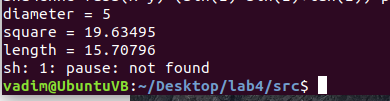 diameter = 5
square = 19.63495
length = 15.70796
sh: 1: pause: not found
vadim@UbuntuVB:~/Desktop/lab4/src$